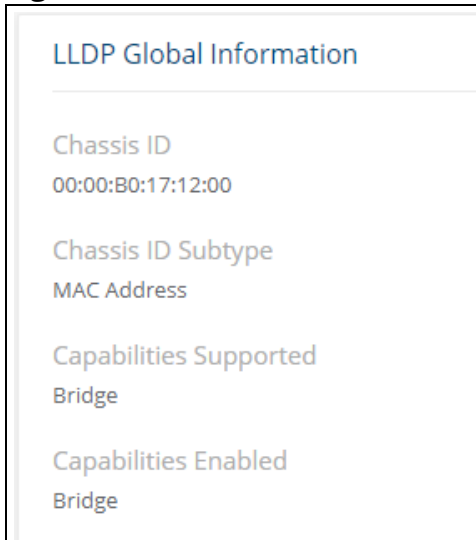 LLDP Global Information
Chassis ID
00:00:B0:17:12:00
Chassis ID Subtype
MAC Address
Capabilities Supported
Bridge
Capabilities Enabled
Bridge